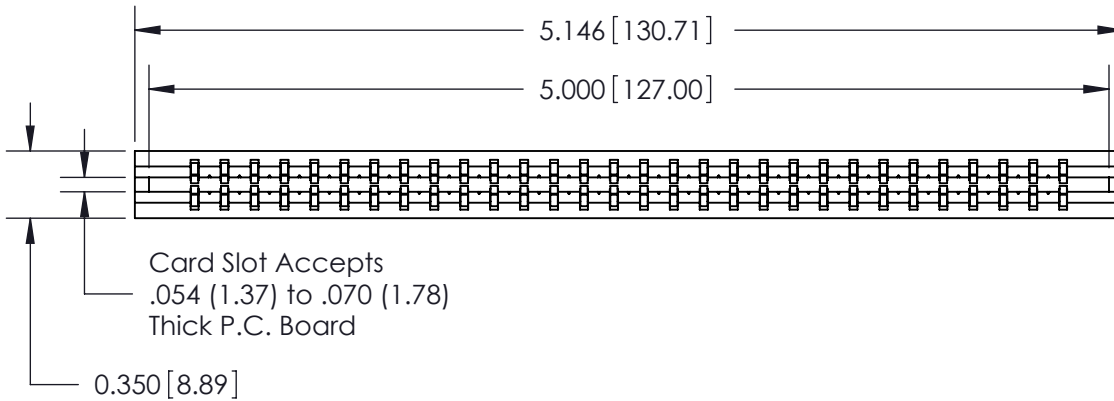 5.146 [130.71]
5.000 [127.00]
Card Slot Accepts
.054 (1.37) to .070 (1.78)
Thick P.C. Board
0.350 [8.89]